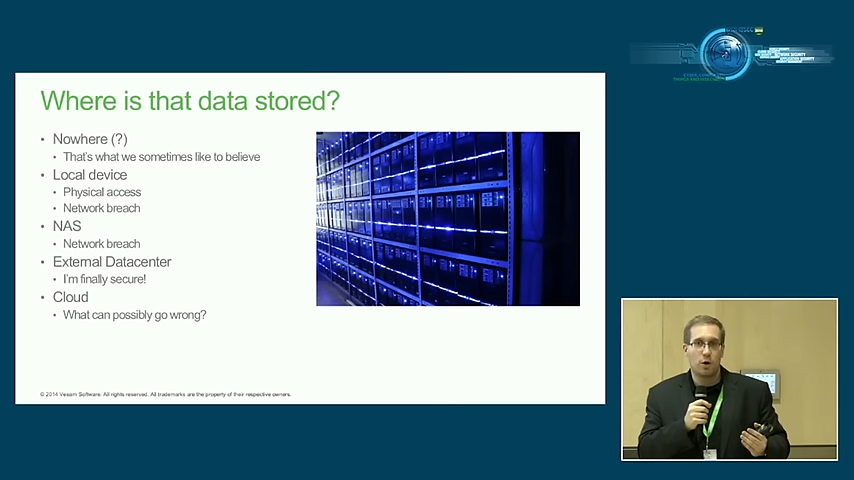 Where is that data stored?
• Nowhere (?)
• That's what we sometimes like to believe
• Local device
• Physical access
• Network breach
• NAS
• Network breach
• External Datacenter
• I'm finally secure!
• Cloud
• What can possibly go wrong?
© 2014 Veeam Software. All rights reserved. All trademarks are the property of their respective owners.